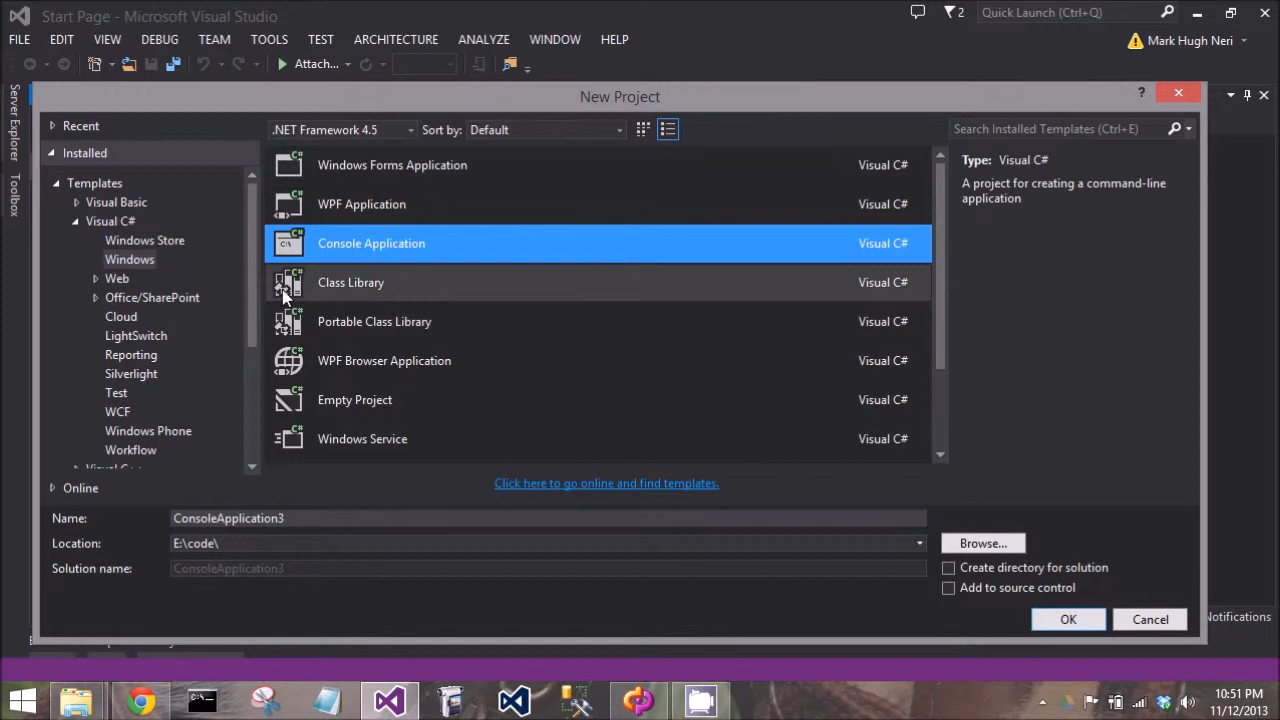 Start Page - Microsoft Visual Studio
2
Quick Launch (Ctrl+Q)
FILE EDIT VIEW DEBUG TEAM TOOLS TEST ARCHITECTURE ANALYZE WINDOW HELP
Mark Hugh Neri
Attach...
Server Explorer
Toolbox
New Project
?
Recent
.NET Framework 4.5
Sort by: Default
Search Installed Templates (Ctrl+E)
Installed
Templates
Visual Basic
Visual C#
Windows Store
Windows
Web
Office/SharePoint
Cloud
LightSwitch
Reporting
Silverlight
Test
WCF
Windows Phone
Workflow
Visual C++
Online
Windows Forms Application Visual C#
WPF Application Visual C#
Console Application Visual C#
Class Library Visual C#
Portable Class Library Visual C#
WPF Browser Application Visual C#
Empty Project Visual C#
Windows Service Visual C#
Type: Visual C#
A project for creating a command-line
application
Click here to go online and find templates.
Name: ConsoleApplication3
Location: E:\code\
Browse...
Solution name: ConsoleApplication3
Create directory for solution
Add to source control
OK Cancel
Notifications
10:51 PM
11/12/2013